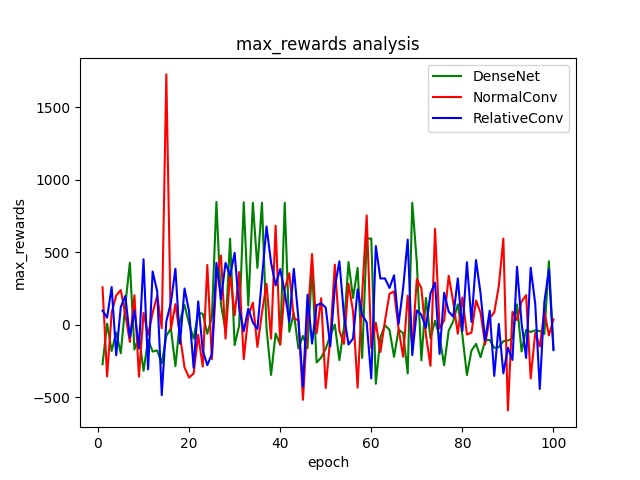 max_rewards analysis
DenseNet
NormalConv
RelativeConv
max_rewards
1500
1000
500
0
−500
0 20 40 60 80 100
epoch